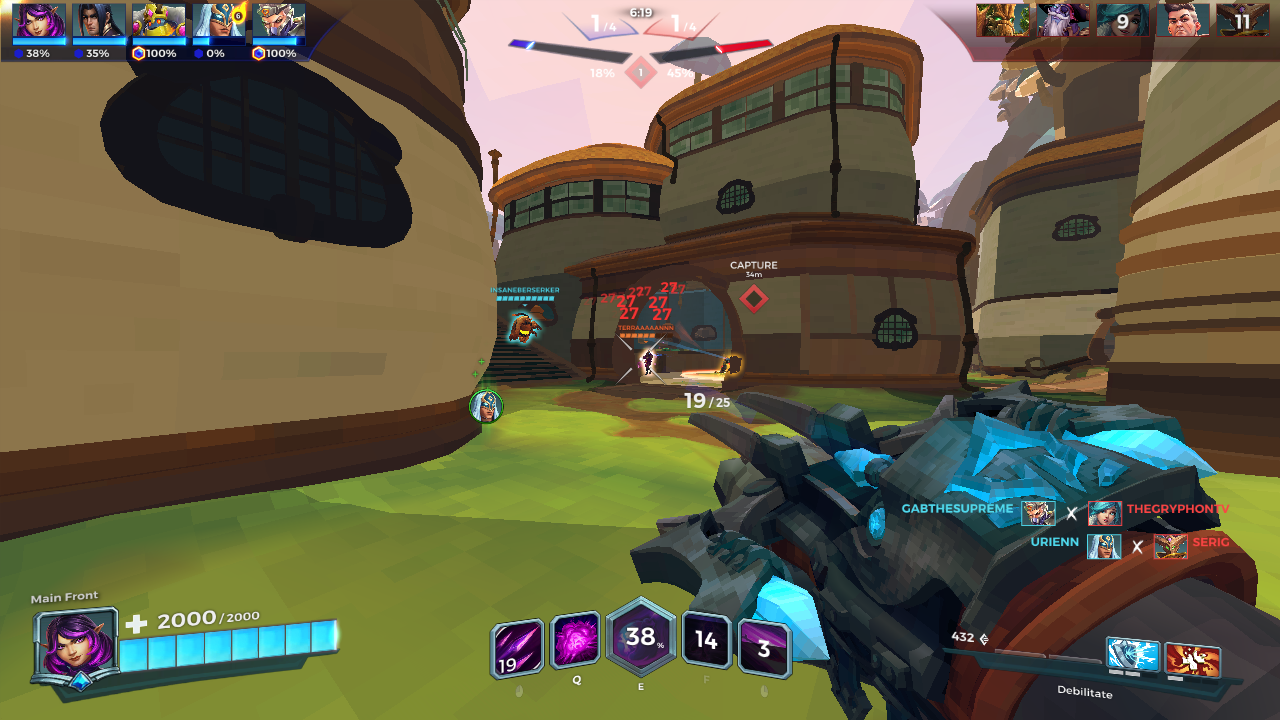 6:19
1/4 1/4
38% 35% 100% 6 0% 100%
9 11
18% 1 45%
CAPTURE
34m
INSANEBERSERKER
27 27 27 27
27 27
27 27
TERRAAAAANNN
19/25
GABTHESUPREME X THEGRYPHONTV
URIENN X SERIG
Main Front
2000/2000
19 38% 14 3
Q E F
432
Debilitate